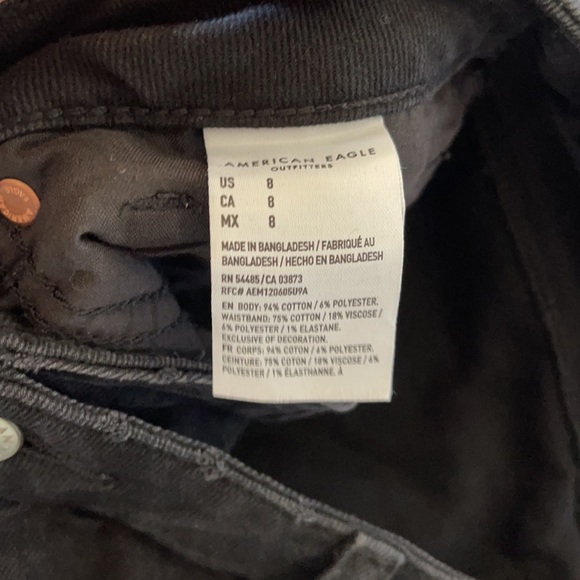 AMERICAN EAGLE
OUTFITTERS
US 8
CA 8
MX 8
MADE IN BANGLADESH / FABRIQUÉ AU
BANGLADESH / HECHO EN BANGLADESH
RN 54485/CA 03873
RFC# AEM120605U9A
EN BODY: 94% COTTON / 6% POLYESTER.
WAISTBAND: 75% COTTON / 18% VISCOSE /
6% POLYESTER / 1% ELASTANE.
EXCLUSIVE OF DECORATION.
FR CORPS: 94% COTON / 6% POLYESTER.
CEINTURE: 75% COTON / 18% VISCOSE / 6%
POLYESTER / 1% ÉLASTHANNE. À